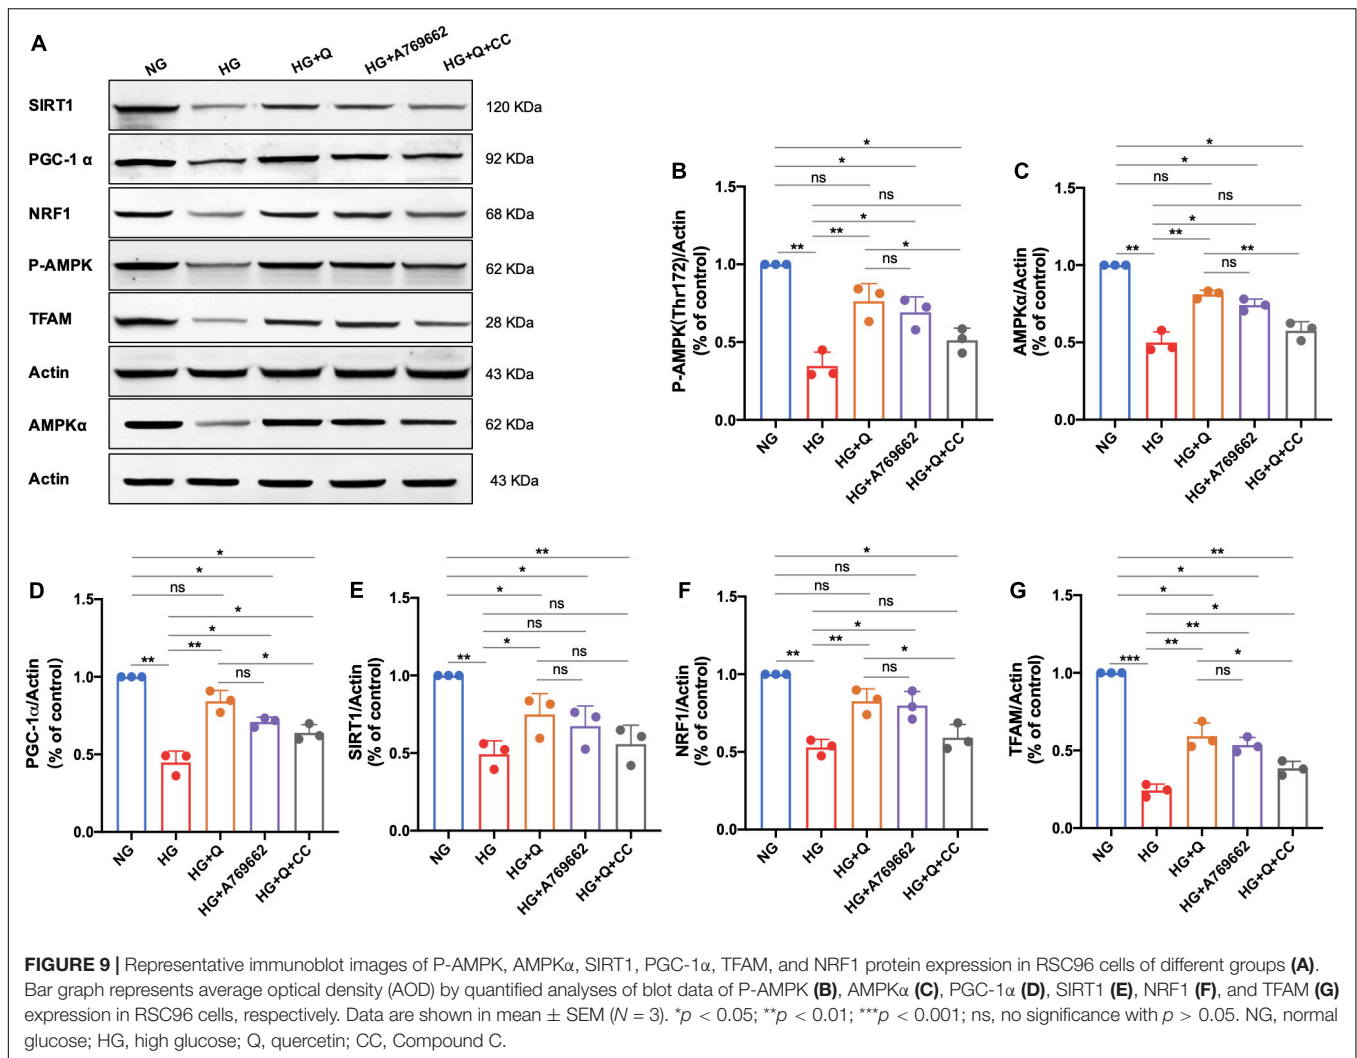 A
NG HG HG+Q HG+A769662 HG+Q+CC
SIRT1 120 KDa
PGC-1 α 92 KDa
NRF1 68 KDa
P-AMPK 62 KDa
TFAM 28 KDa
Actin 43 KDa
AMPKα 62 KDa
Actin 43 KDa
B
P-AMPK(Thr172)/Actin
(% of control)
*
*
ns
ns
*
**
** *
ns
1.5
1.0
0.5
0.0
NG HG HG+Q HG+A769662 HG+Q+CC
C
AMPKα/Actin
(% of control)
*
*
ns
ns
*
**
** **
ns
1.5
1.0
0.5
0.0
NG HG HG+Q HG+A769662 HG+Q+CC
D
PGC-1α/Actin
(% of control)
*
*
ns
*
*
**
** *
ns
1.5
1.0
0.5
0.0
NG HG HG+Q HG+A769662 HG+Q+CC
E
SIRT1/Actin
(% of control)
**
*
*
ns
ns
*
** ns
ns
1.5
1.0
0.5
0.0
NG HG HG+Q HG+A769662 HG+Q+CC
F
NRF1/Actin
(% of control)
*
ns
ns
ns
*
**
** *
ns
1.5
1.0
0.5
0.0
NG HG HG+Q HG+A769662 HG+Q+CC
G
TFAM/Actin
(% of control)
**
*
*
*
**
**
*** *
ns
1.5
1.0
0.5
0.0
NG HG HG+Q HG+A769662 HG+Q+CC
FIGURE 9 | Representative immunoblot images of P-AMPK, AMPKα, SIRT1, PGC-1α, TFAM, and NRF1 protein expression in RSC96 cells of different groups (A).
Bar graph represents average optical density (AOD) by quantified analyses of blot data of P-AMPK (B), AMPKα (C), PGC-1α (D), SIRT1 (E), NRF1 (F), and TFAM (G)
expression in RSC96 cells, respectively. Data are shown in mean ± SEM (N = 3). *p < 0.05; **p < 0.01; ***p < 0.001; ns, no significance with p > 0.05. NG, normal
glucose; HG, high glucose; Q, quercetin; CC, Compound C.